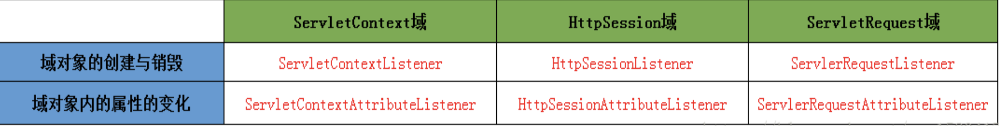 ServletContext域 HttpSession域 ServletRequest域
域对象的创建与销毁 ServletContextListener HttpSessionListener ServlerRequestListener
域对象内的属性的变化 ServletContextAttributeListener HttpSessionAttributeListener ServlerRequestAttributeListener